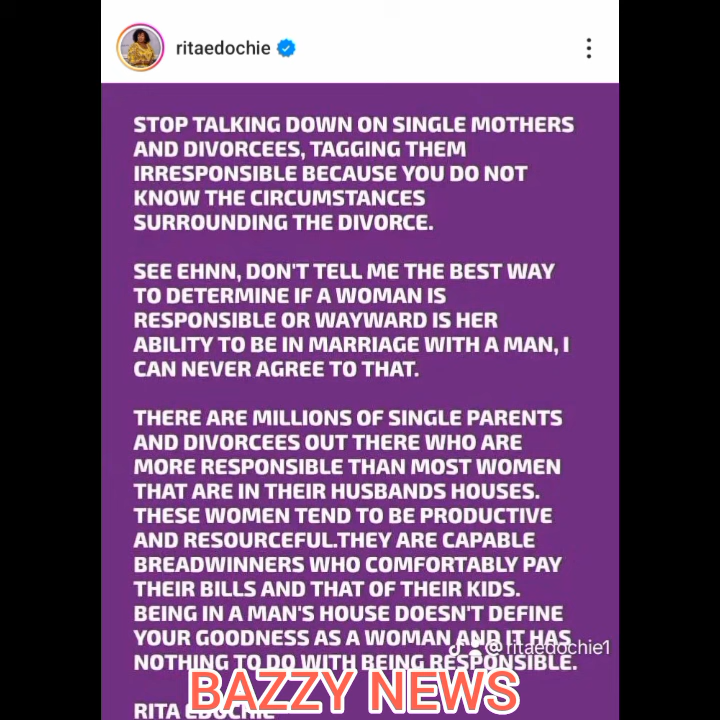 ritaedochie
STOP TALKING DOWN ON SINGLE MOTHERS
AND DIVORCEES, TAGGING THEM
IRRESPONSIBLE BECAUSE YOU DO NOT
KNOW THE CIRCUMSTANCES
SURROUNDING THE DIVORCE.
SEE EHNN, DON'T TELL ME THE BEST WAY
TO DETERMINE IF A WOMAN IS
RESPONSIBLE OR WAYWARD IS HER
ABILITY TO BE IN MARRIAGE WITH A MAN, I
CAN NEVER AGREE TO THAT.
THERE ARE MILLIONS OF SINGLE PARENTS
AND DIVORCEES OUT THERE WHO ARE
MORE RESPONSIBLE THAN MOST WOMEN
THAT ARE IN THEIR HUSBANDS HOUSES.
THESE WOMEN TEND TO BE PRODUCTIVE
AND RESOURCEFUL.THEY ARE CAPABLE
BREADWINNERS WHO COMFORTABLY PAY
THEIR BILLS AND THAT OF THEIR KIDS.
BEING IN A MAN'S HOUSE DOESN'T DEFINE
YOUR GOODNESS AS A WOMAN AND IT HAS
@ritaedochie1
NOTHING TO DO WITH BEING RESPONSIBLE.
BAZZY NEWS
RITA EDOCHIE